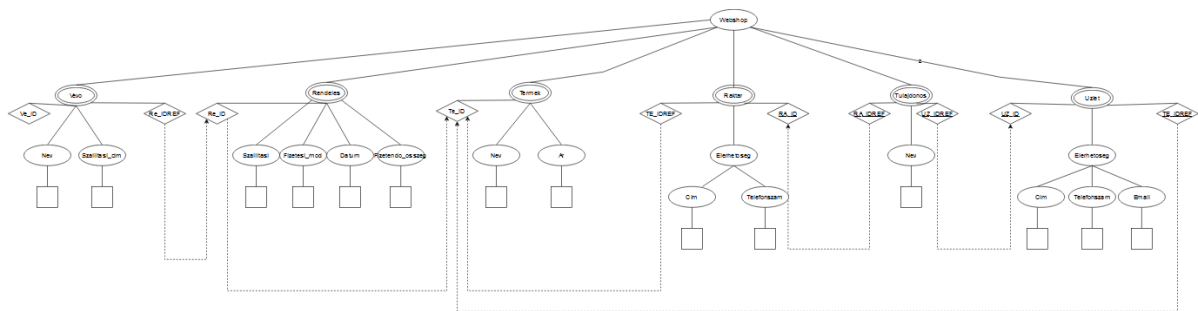 Webshop
2
Vevo
Rendeles
Termek
Raktar
Tulajdonos
Uzlet
Ve_ID
Re_IDREF
Re_ID
Te_ID
TE_IDREF
RA_ID
RA_IDREF
UZ_IDREF
UZ_ID
TE_IDREF
Nev
Szallitasi_cim
Szallitasi
Fizetesi_mod
Datum
Fizetendo_osszeg
Nev
Ar
Elerhetoseg
Nev
Elerhetoseg
Cim
Telefonszam
Cim
Telefonszam
Email